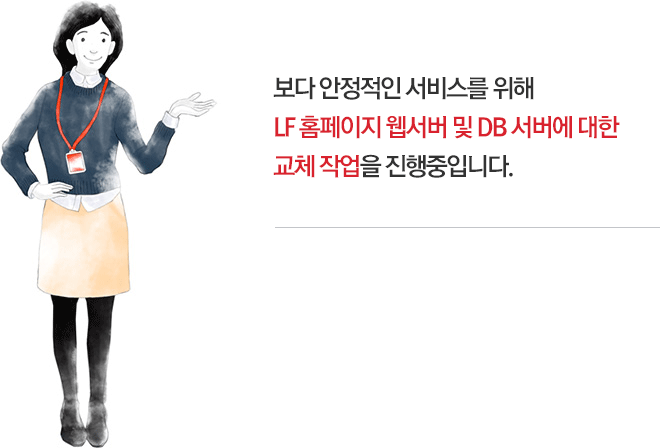 보다 안정적인 서비스를 위해
LF 홈페이지 웹서버 및 DB 서버에 대한
교체 작업을 진행중입니다.